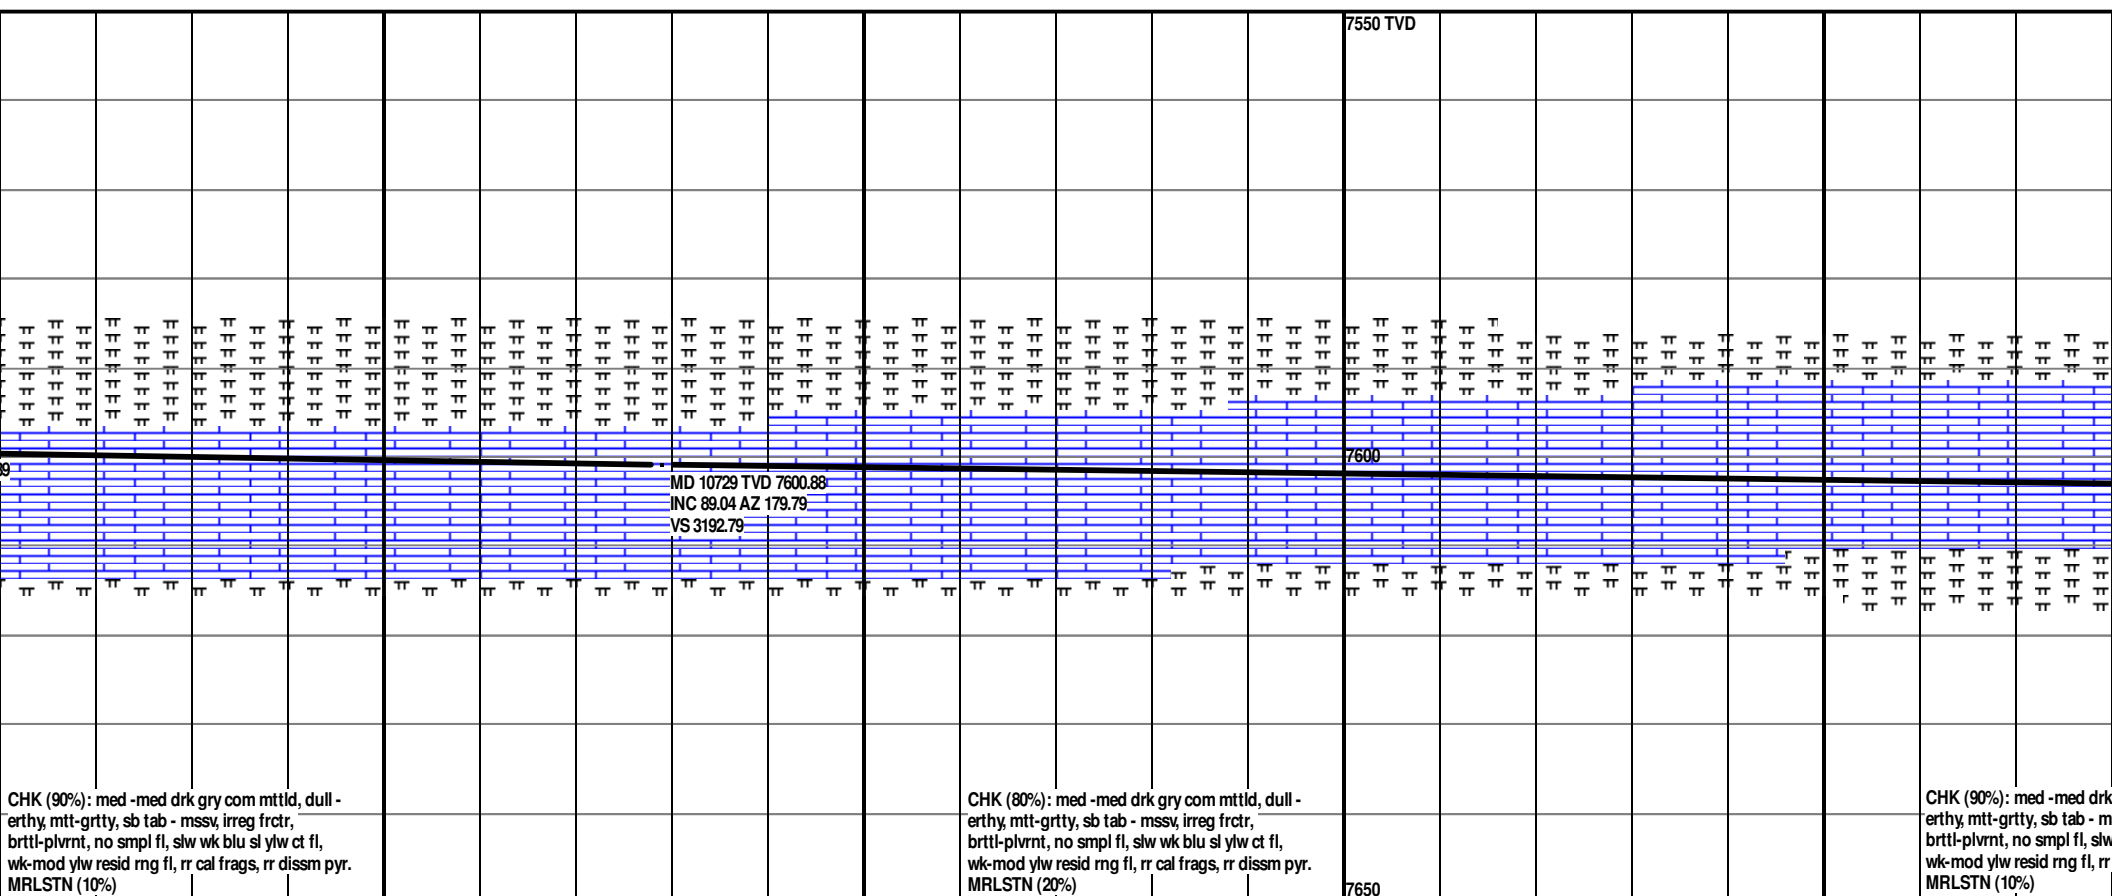 7550 TVD
7600
9
MD 10729 TVD 7600.88
INC 89.04 AZ 179.79
VS 3192.79
CHK (90%): med -med drk gry com mttld, dull -
erthy, mtt-grtty, sb tab - mssv, irreg frctr,
brttl-plvrnt, no smpl fl, slw wk blu sl ylw ct fl,
wk-mod ylw resid rng fl, rr cal frags, rr dissm pyr.
MRLSTN (10%)
CHK (80%): med -med drk gry com mttld, dull -
erthy, mtt-grtty, sb tab - mssv, irreg frctr,
brttl-plvrnt, no smpl fl, slw wk blu sl ylw ct fl,
wk-mod ylw resid rng fl, rr cal frags, rr dissm pyr.
MRLSTN (20%)
7650
CHK (90%): med -med drk
erthy, mtt-grtty, sb tab - m
brttl-plvrnt, no smpl fl, slw
wk-mod ylw resid rng fl, rr
MRLSTN (10%)